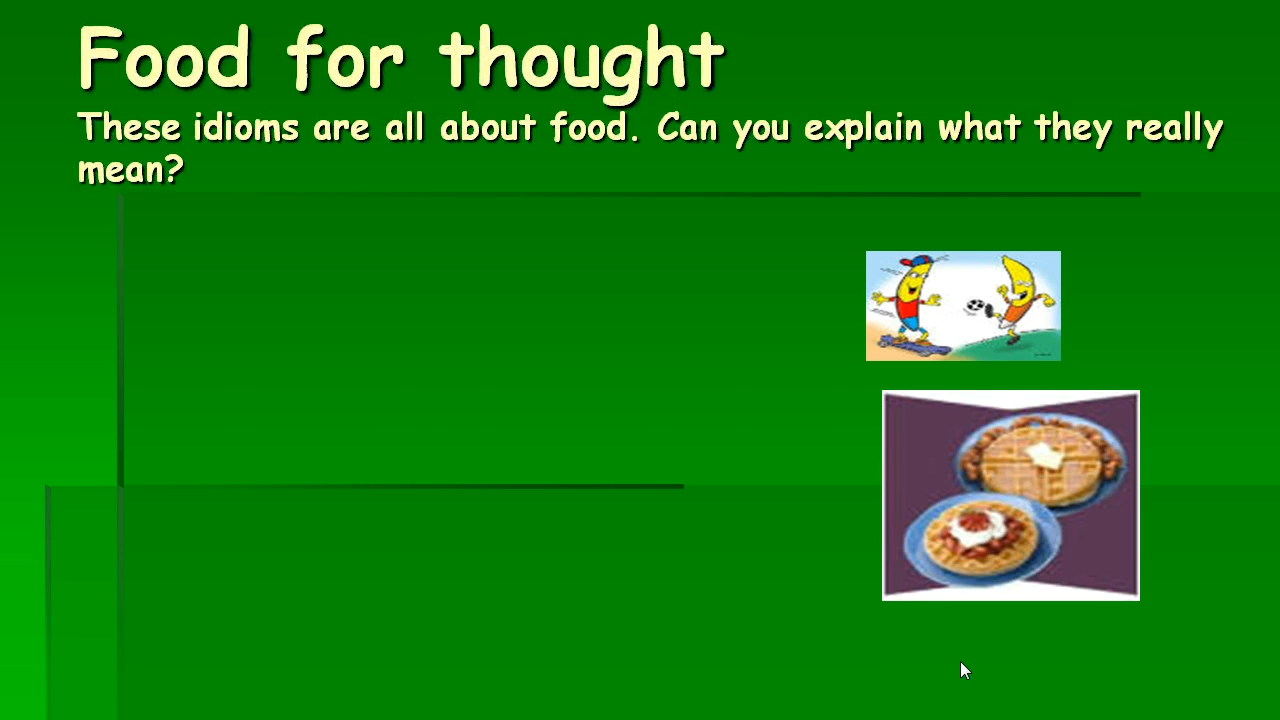 Food for thought
These idioms are all about food. Can you explain what they really
mean?